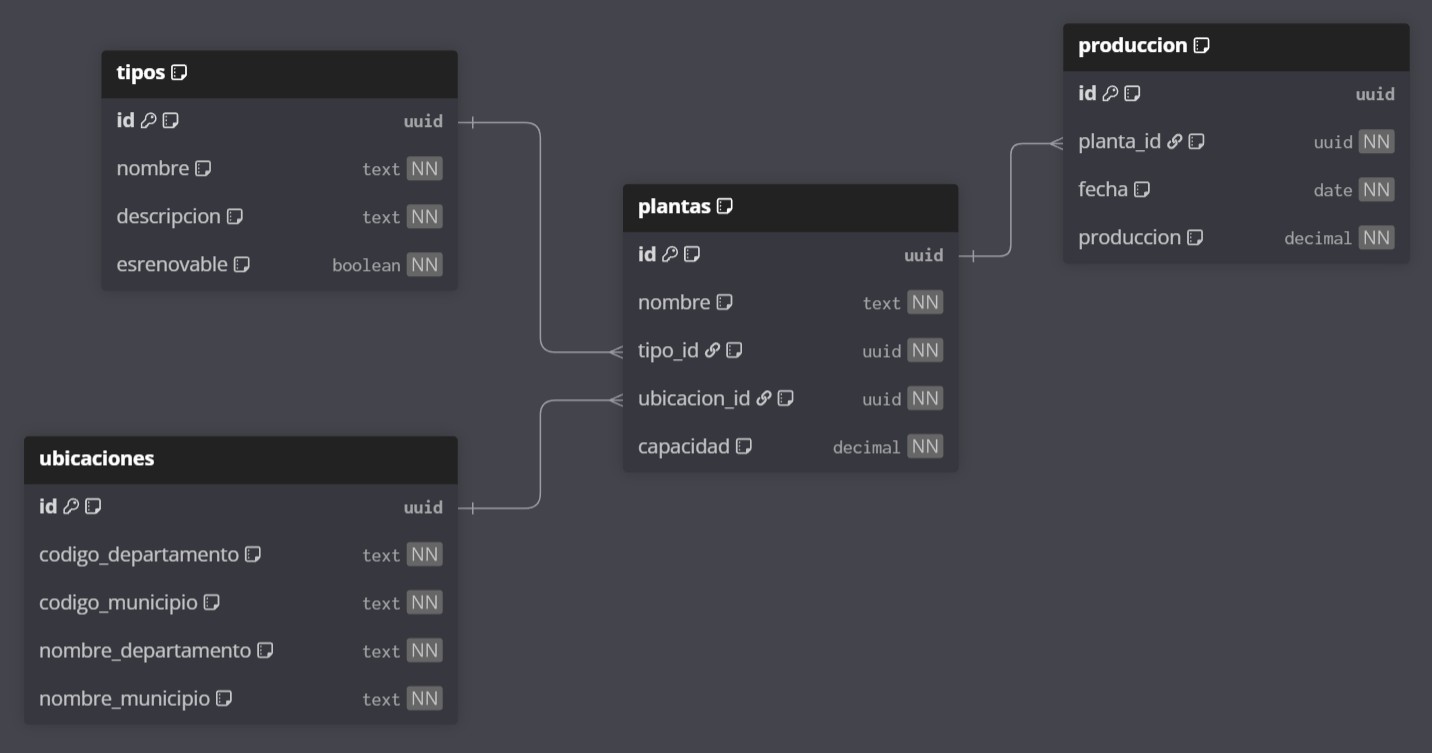 tipos
id uuid
nombre text NN
descripcion text NN
esrenovable boolean NN
ubicaciones
id uuid
codigo_departamento text NN
codigo_municipio text NN
nombre_departamento text NN
nombre_municipio text NN
plantas
id uuid
nombre text NN
tipo_id uuid NN
ubicacion_id uuid NN
capacidad decimal NN
produccion
id uuid
planta_id uuid NN
fecha date NN
produccion decimal NN